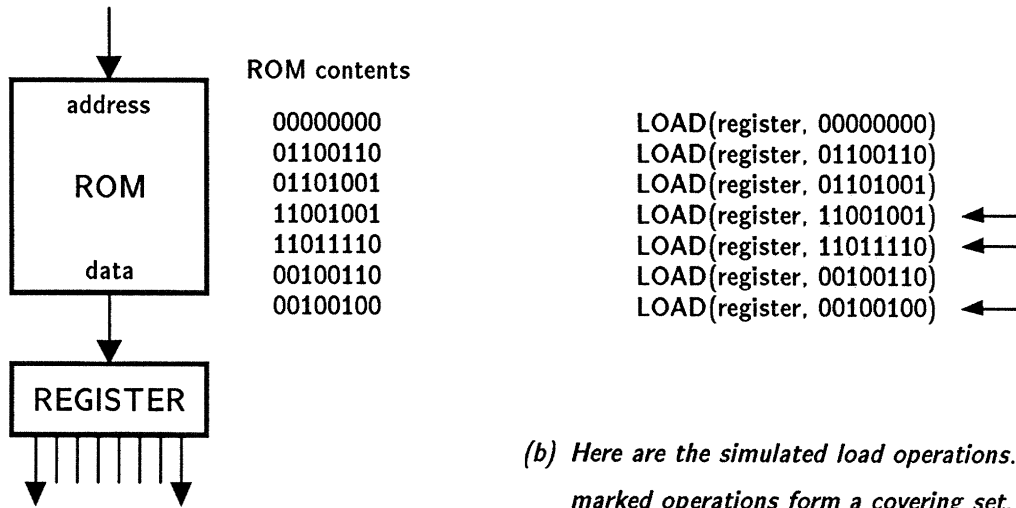 ROM contents
address
ROM
data
REGISTER
00000000
01100110
01101001
11001001
11011110
00100110
00100100
LOAD(register, 00000000)
LOAD(register, 01100110)
LOAD(register, 01101001)
LOAD(register, 11001001)
LOAD(register, 11011110)
LOAD(register, 00100110)
LOAD(register, 00100100)
(b) Here are the simulated load operations.
marked operations form a covering set.